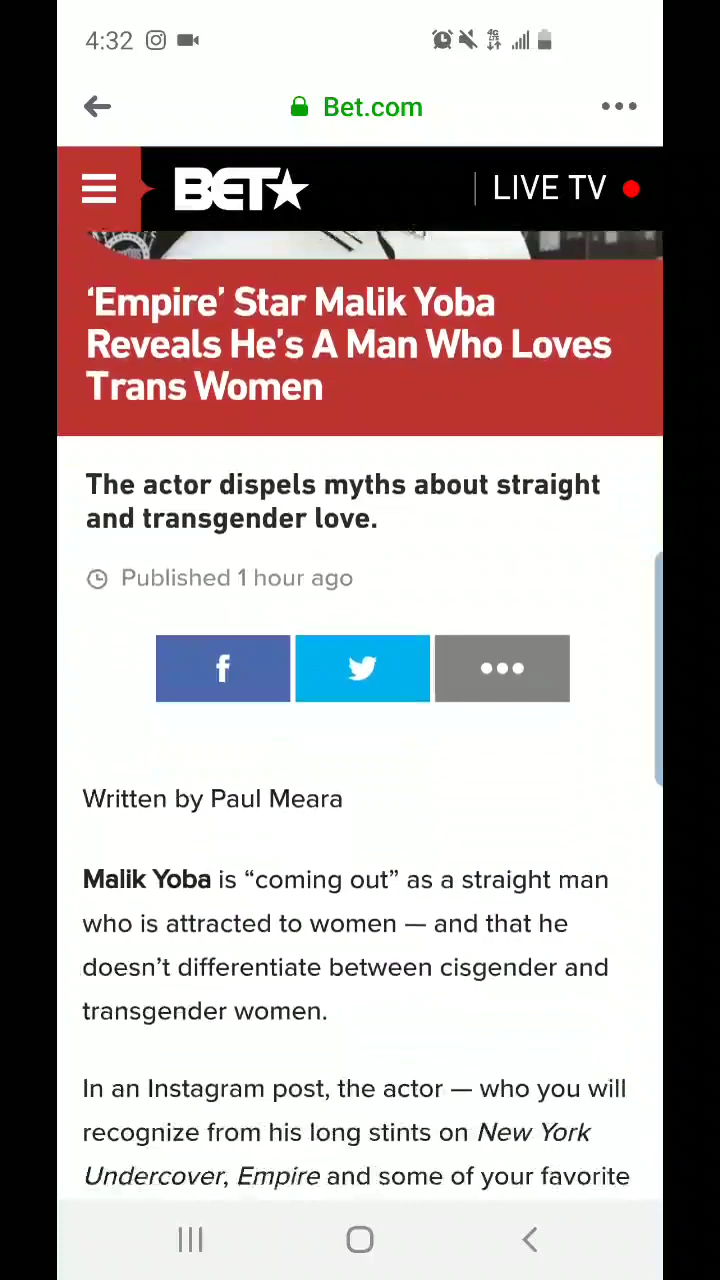 4:32
4G
LTE
Bet.com
BET
LIVE TV
‘Empire’ Star Malik Yoba
Reveals He’s A Man Who Loves
Trans Women
The actor dispels myths about straight
and transgender love.
Published 1 hour ago
f
Written by Paul Meara
Malik Yoba is “coming out” as a straight man
who is attracted to women — and that he
doesn’t differentiate between cisgender and
transgender women.
In an Instagram post, the actor — who you will
recognize from his long stints on New York
Undercover, Empire and some of your favorite